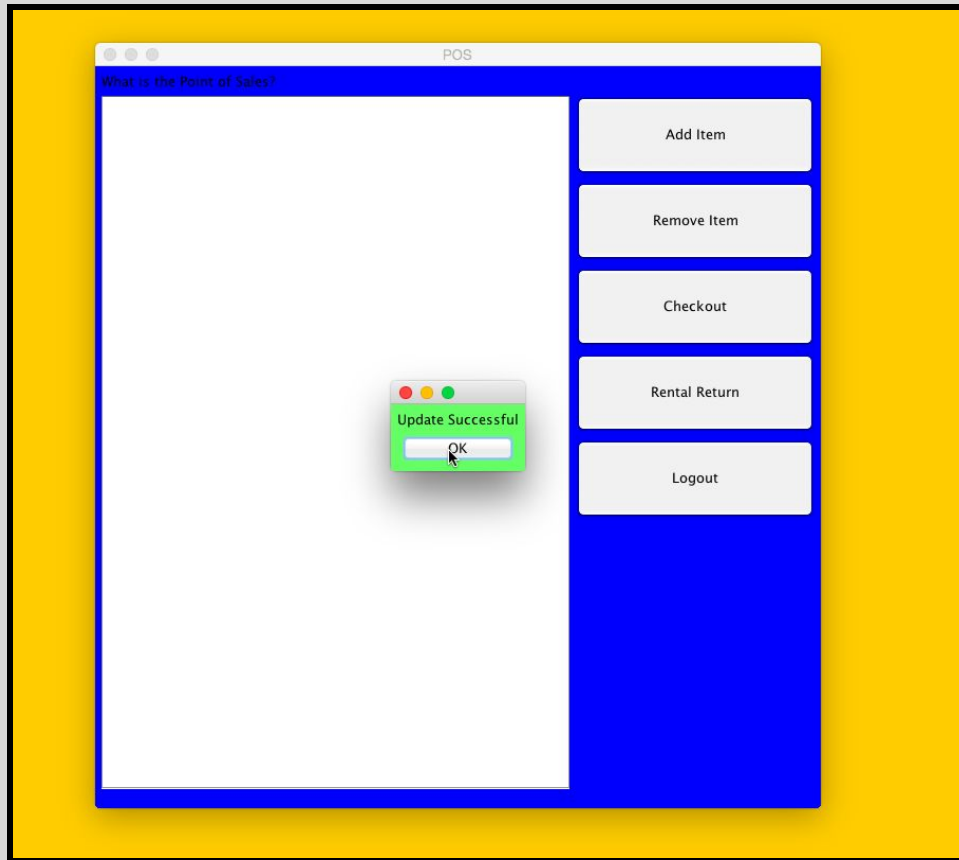 POS
What is the Point of Sales?
Add Item
Remove Item
Checkout
Rental Return
Logout
Update Successful
OK